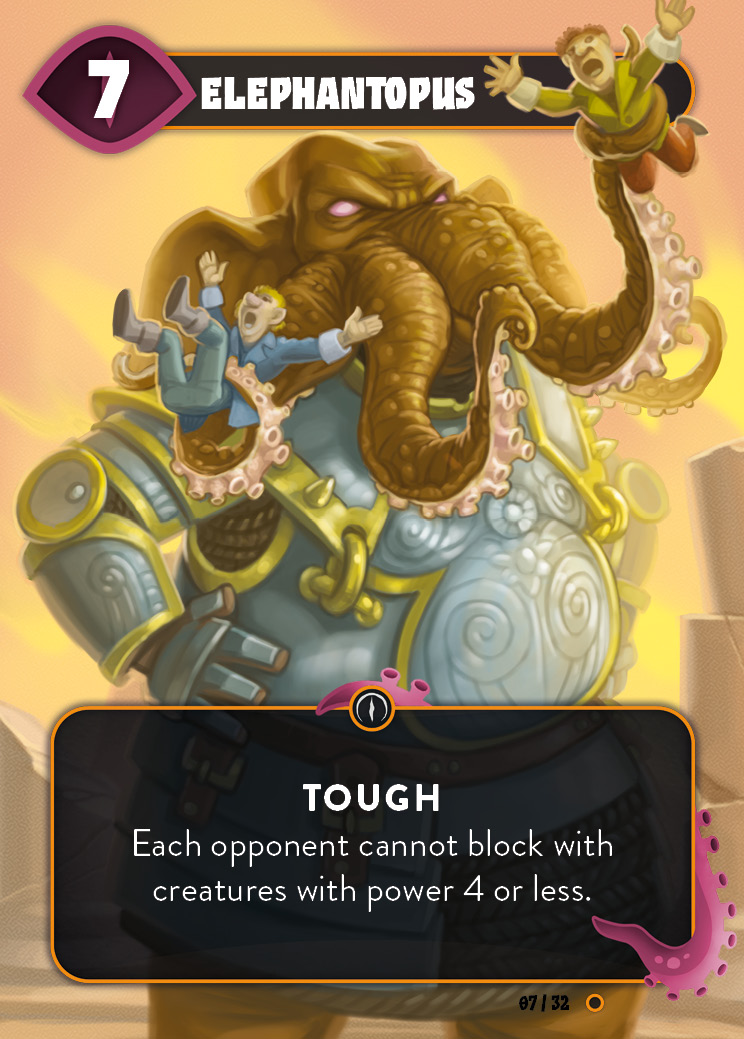 7
ELEPHANTOPUS
TOUGH
Each opponent cannot block with
creatures with power 4 or less.
07 / 32